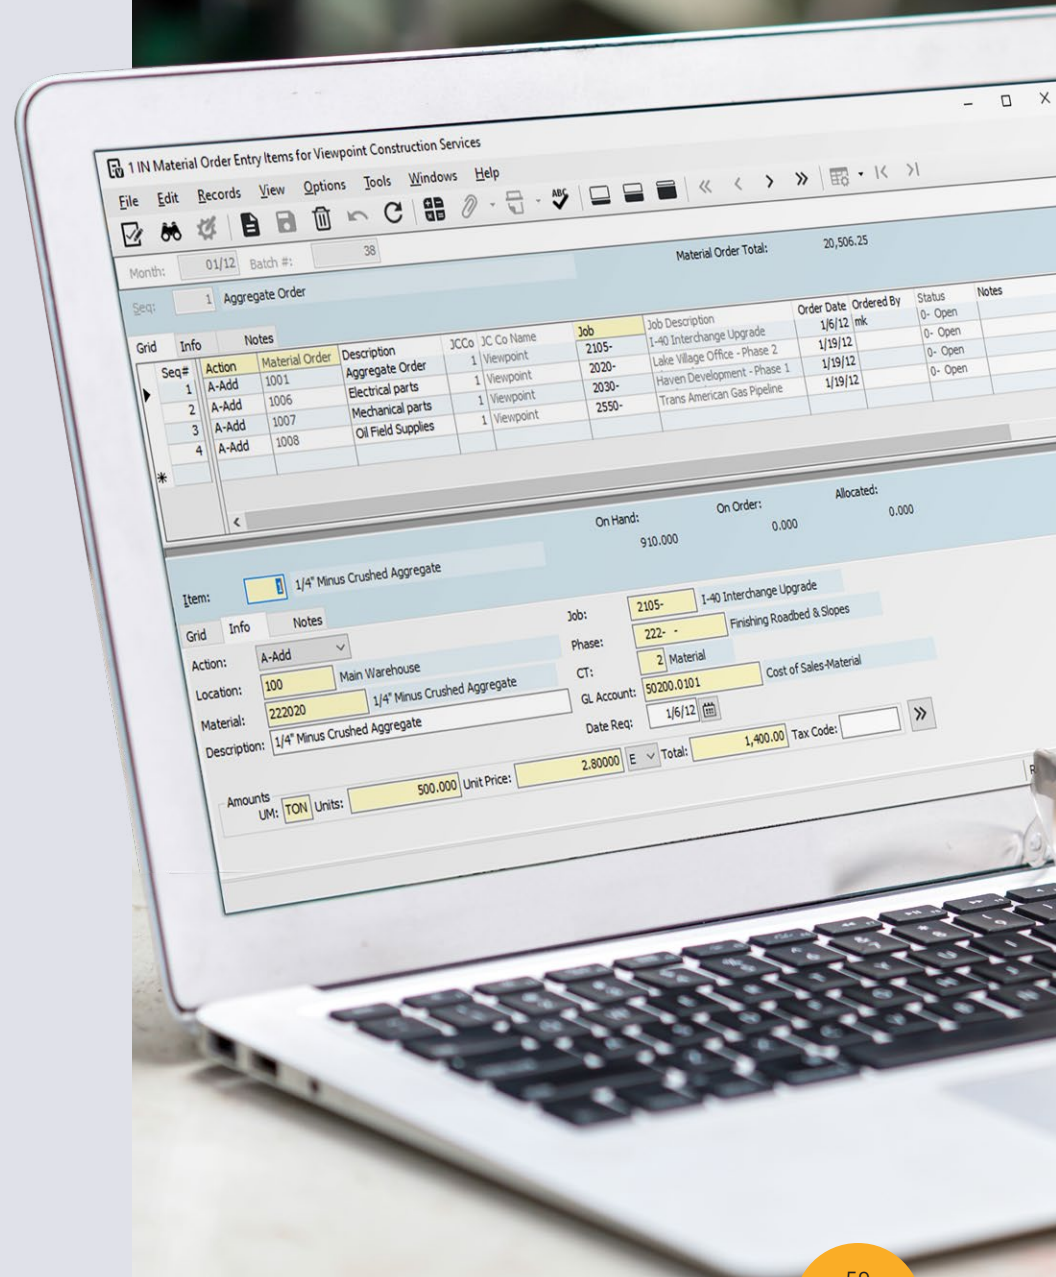 1 IN Material Order Entry Items for Viewpoint Construction Services
File Edit Records View Options Tools Windows Help
Month: 01/12 Batch #: 38
Seq: 1 Aggregate Order
Material Order Total: 20,506.25
Grid Info Notes
Seq# Action Material Order Description JCCo JC Co Name Job Job Description Order Date Ordered By Status Notes
1 A-Add 1001 Aggregate Order 1 Viewpoint 2105- I-40 Interchange Upgrade 1/6/12 mk 0- Open
2 A-Add 1006 Electrical parts 1 Viewpoint 2020- Lake Village Office - Phase 2 1/19/12 0- Open
3 A-Add 1007 Mechanical parts 1 Viewpoint 2030- Haven Development - Phase 1 1/19/12 0- Open
4 A-Add 1008 Oil Field Supplies 1 Viewpoint 2550- Trans American Gas Pipeline 1/19/12 0- Open
On Hand: On Order: Allocated:
910.000 0.000 0.000
Item: 1 1/4" Minus Crushed Aggregate
Grid Info Notes
Action: A-Add
Location: 100 Main Warehouse
Material: 222020 1/4" Minus Crushed Aggregate
Description: 1/4" Minus Crushed Aggregate
Job: 2105- I-40 Interchange Upgrade
Phase: 222- - Finishing Roadbed & Slopes
CT: 2 Material
GL Account: 50200.0101 Cost of Sales-Material
Date Req: 1/6/12
Amounts
UM: TON Units: 500.000 Unit Price: 2.80000 E Total: 1,400.00 Tax Code: